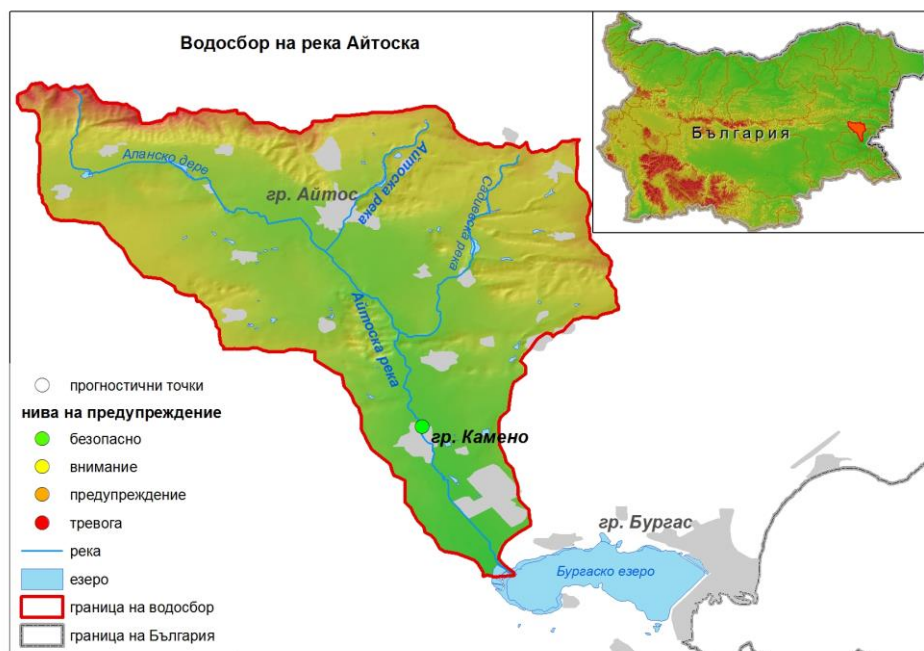 Водосбор на река Айтоска
България
Аланско дере
Айтоска река
гр. Айтос
Садиевска река
Айтоска река
гр. Камено
гр. Бургас
Бургаско езеро
прогностични точки
нива на предупреждение
безопасно
внимание
предупреждение
тревога
река
езеро
граница на водосбор
граница на България